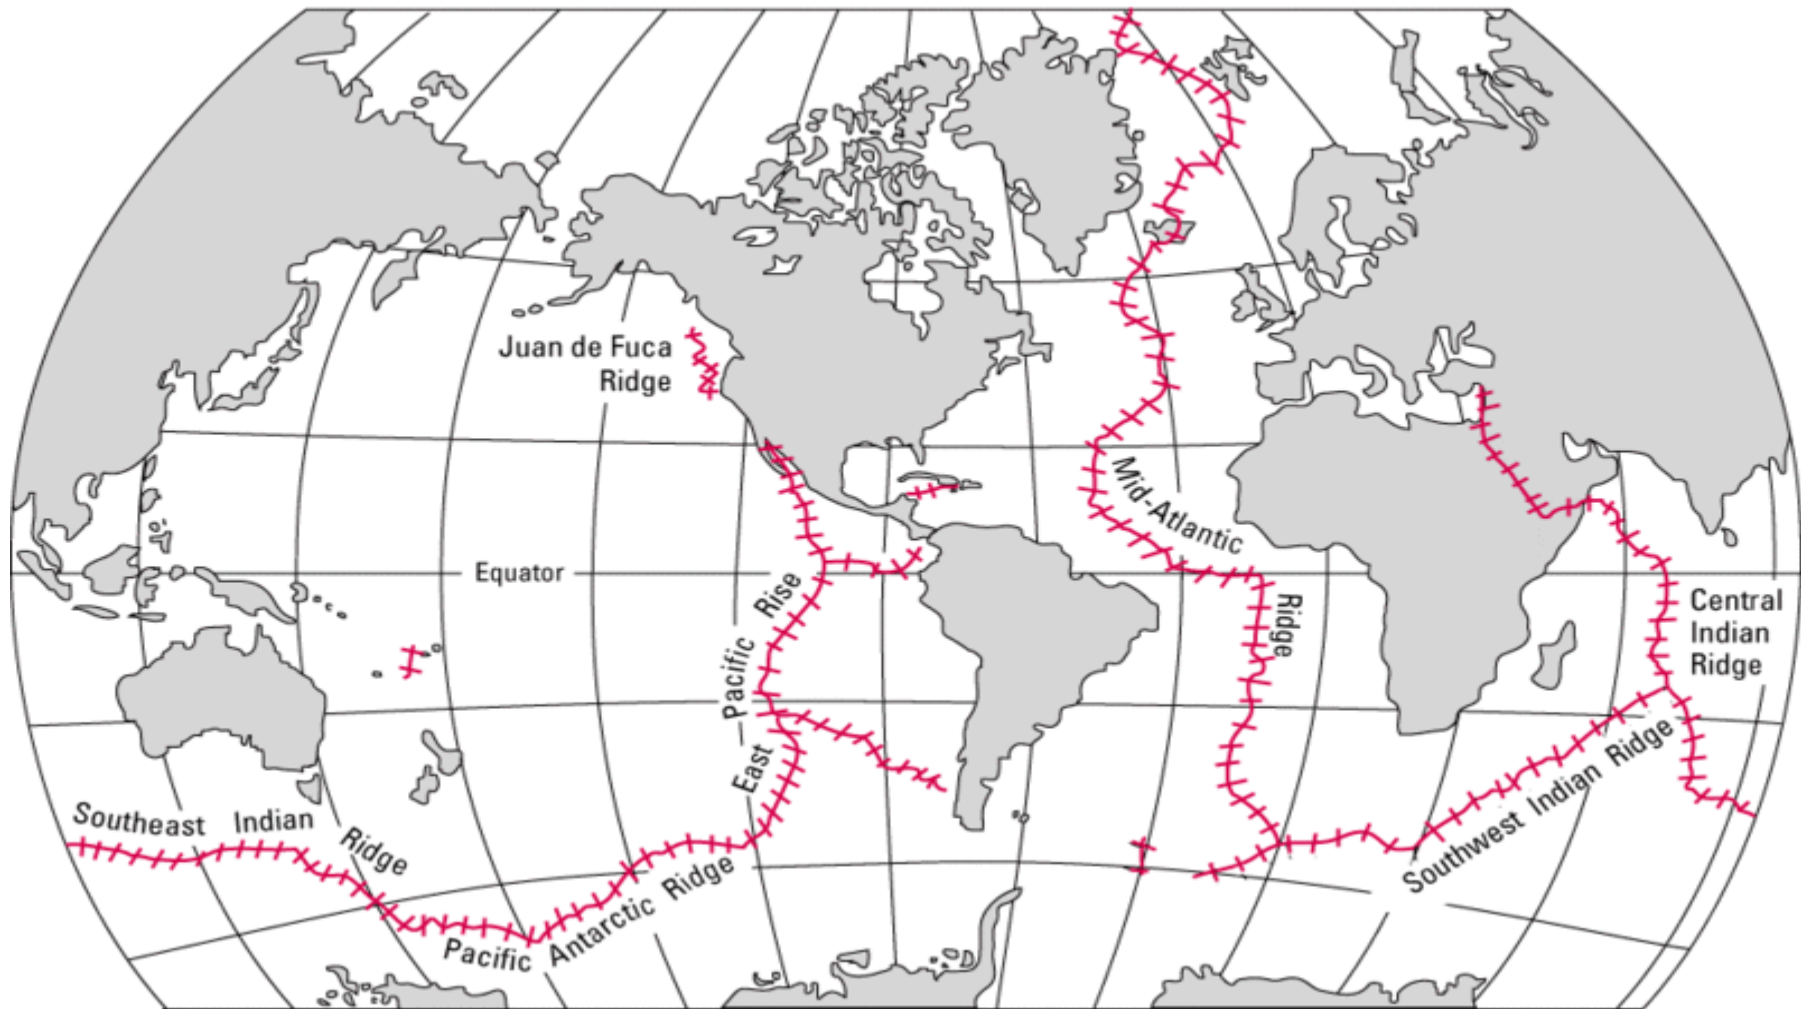 Juan de Fuca
Ridge
Mid-Atlantic
Ridge
Equator
East Pacific Rise
Central
Indian
Ridge
Southeast Indian Ridge
Southwest Indian Ridge
Pacific Antarctic Ridge